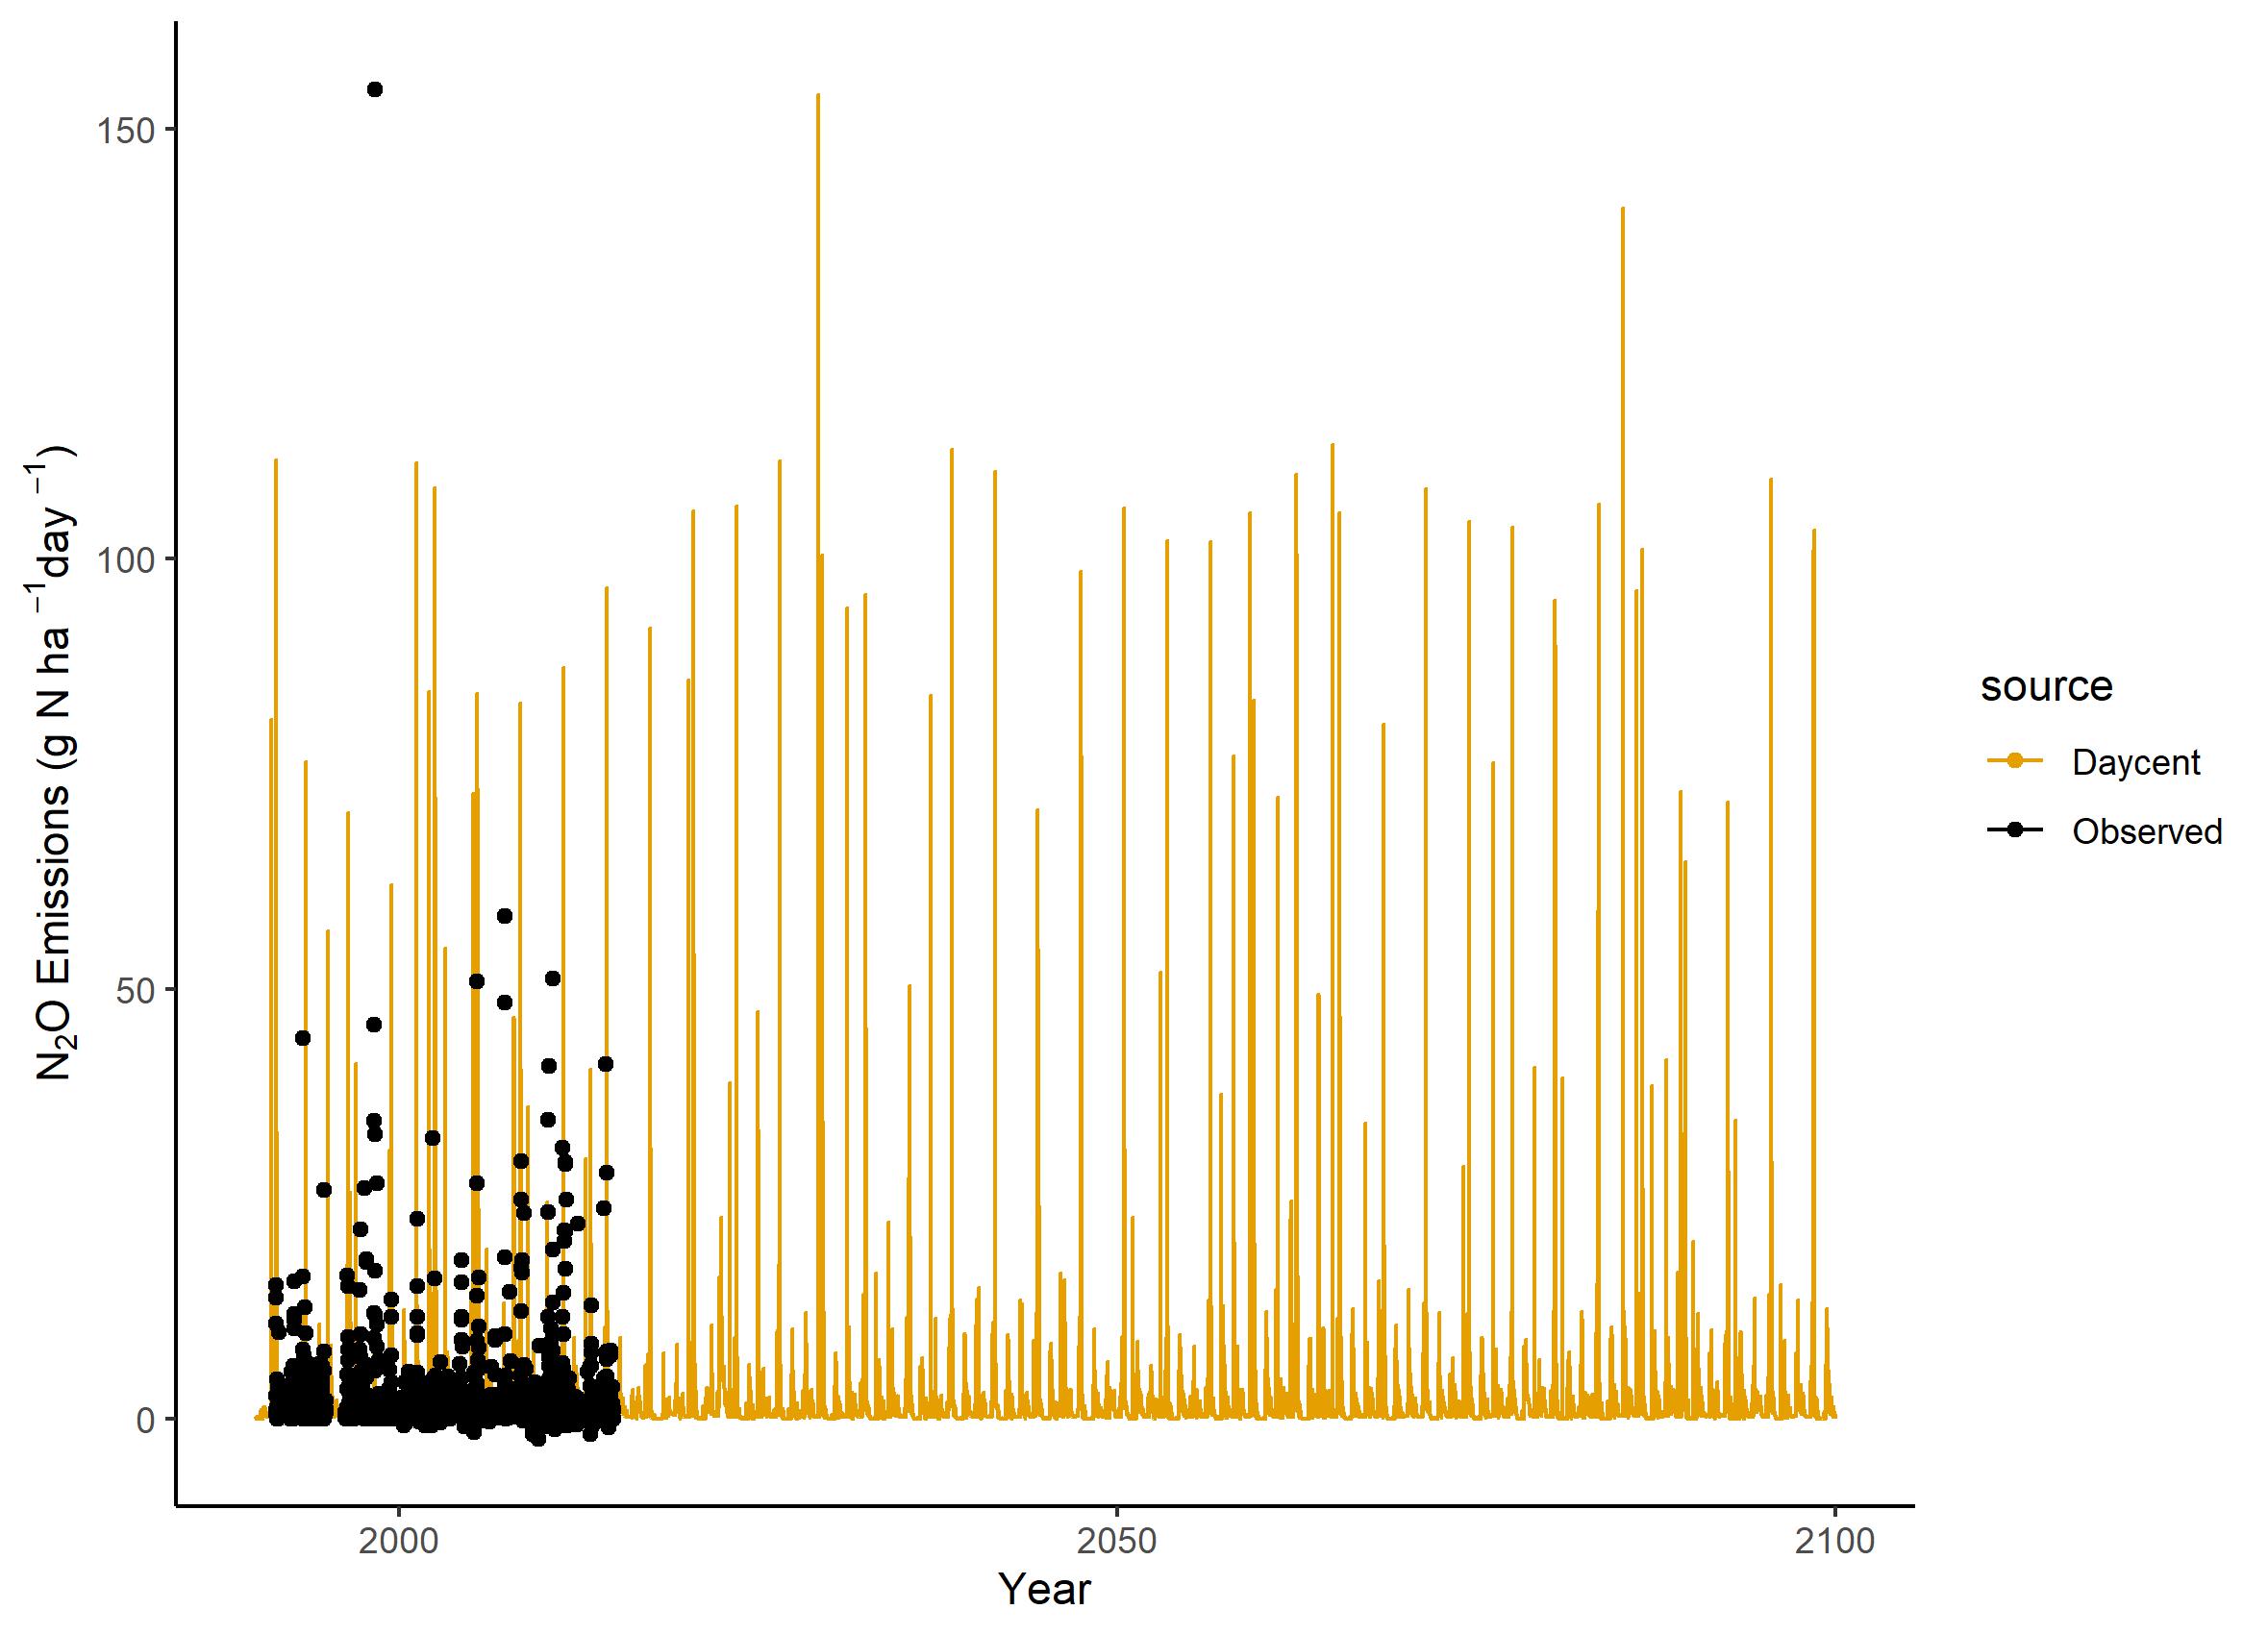 N₂O Emissions (g N ha ⁻¹day ⁻¹)
150
100
50
0
2000
2050
2100
Year
source
Daycent
Observed